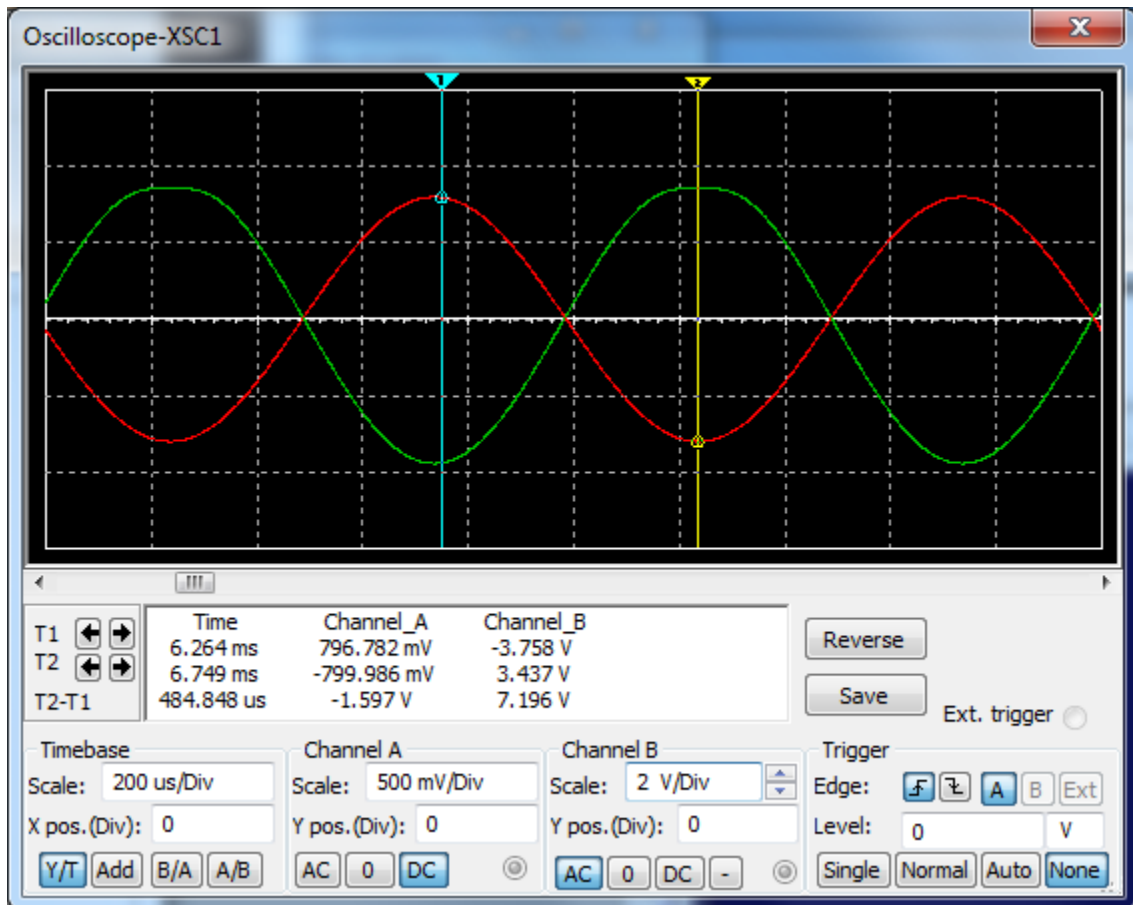 Oscilloscope-XSC1
x
1
2
Time Channel_A Channel_B
T1 6.264 ms 796.782 mV -3.758 V
T2 6.749 ms -799.986 mV 3.437 V
T2-T1 484.848 us -1.597 V 7.196 V
Reverse
Save
Ext. trigger
Timebase
Scale: 200 us/Div
X pos.(Div): 0
Y/T Add B/A A/B
Channel A
Scale: 500 mV/Div
Y pos.(Div): 0
AC 0 DC
Channel B
Scale: 2 V/Div
Y pos.(Div): 0
AC 0 DC -
Trigger
Edge: A B Ext
Level: 0 V
Single Normal Auto None